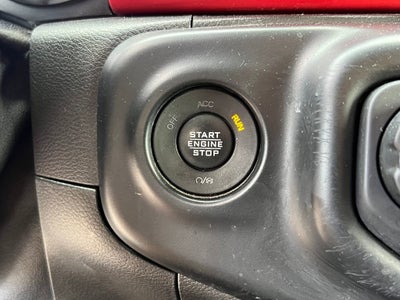 ACC
OFF
RUN
START
ENGINE
STOP